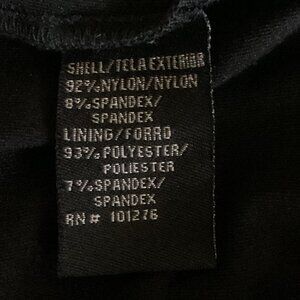 SHELL/TELA EXTERIOR
92%NYLON/NYLON
8%SPANDEX/
SPANDEX
LINING/FORRO
93%POLYESTER/
POLIESTER
7%SPANDEX/
SPANDEX
RN# 101276